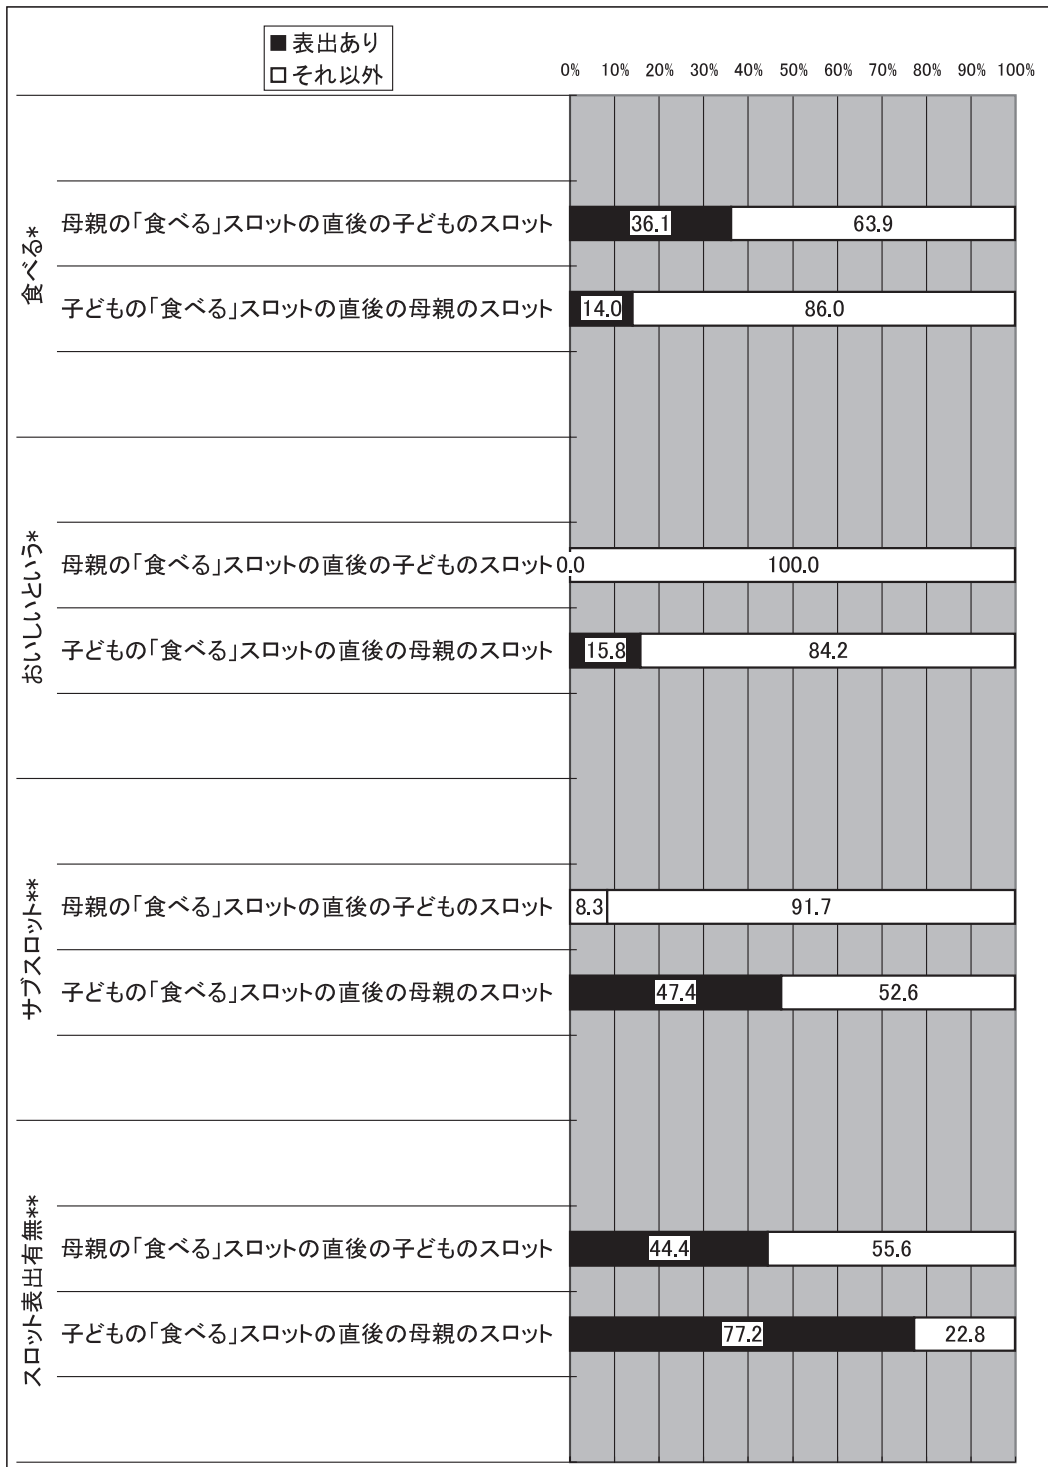 ■表出あり
□それ以外
0% 10% 20% 30% 40% 50% 60% 70% 80% 90% 100%
食べる*
母親の「食べる」スロットの直後の子どものスロット 36.1 63.9
子どもの「食べる」スロットの直後の母親のスロット 14.0 86.0
おいしいという*
母親の「食べる」スロットの直後の子どものスロット 0.0 100.0
子どもの「食べる」スロットの直後の母親のスロット 15.8 84.2
サブスロット**
母親の「食べる」スロットの直後の子どものスロット 8.3 91.7
子どもの「食べる」スロットの直後の母親のスロット 47.4 52.6
スロット表出有無**
母親の「食べる」スロットの直後の子どものスロット 44.4 55.6
子どもの「食べる」スロットの直後の母親のスロット 77.2 22.8